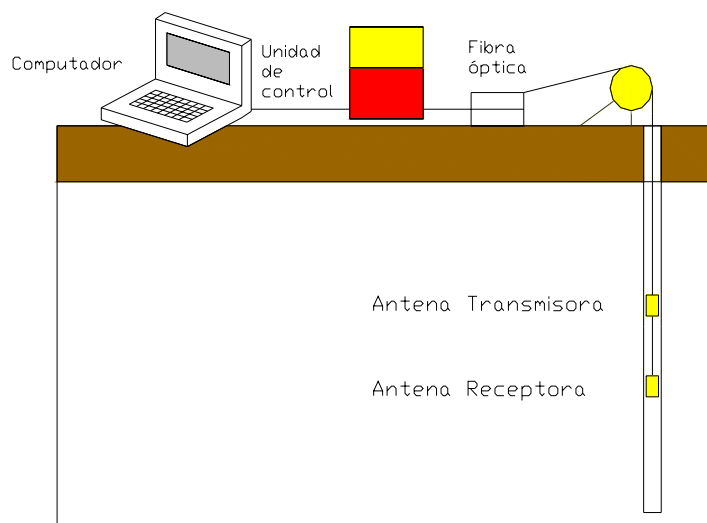 Computador
Unidad
de
control
Fibra
óptica
Antena Transmisora
Antena Receptora